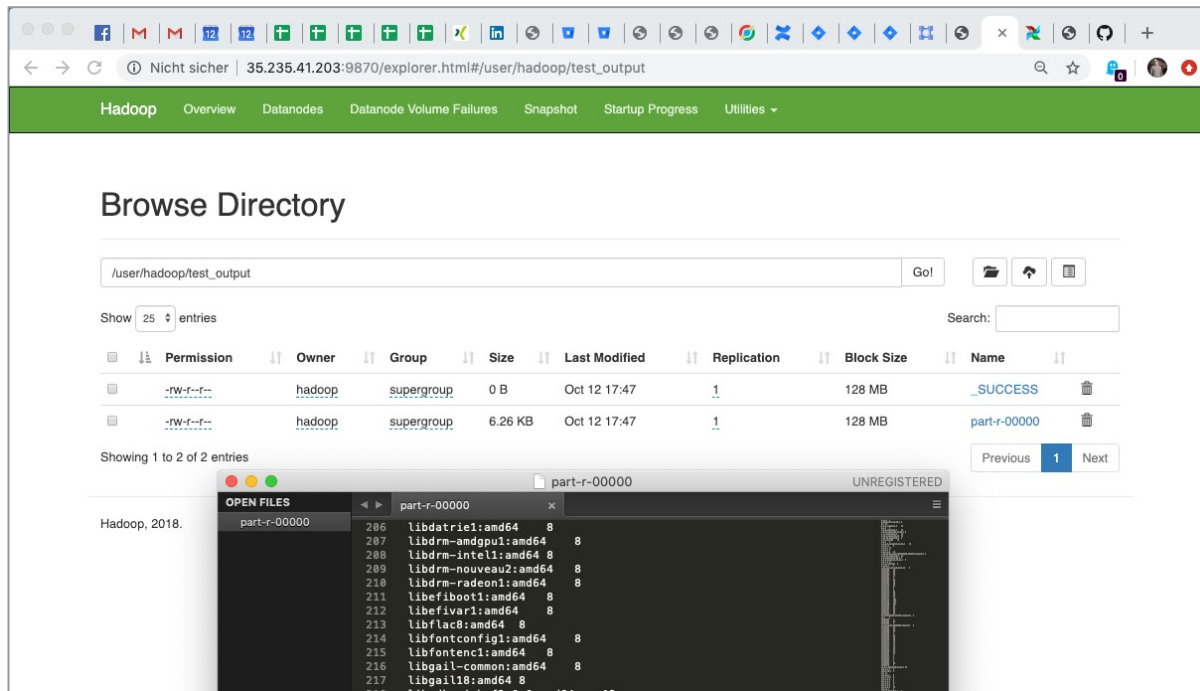 12
12
in
Nicht sicher | 35.235.41.203:9870/explorer.html#/user/hadoop/test_output
0
Hadoop Overview Datanodes Datanode Volume Failures Snapshot Startup Progress Utilities
Browse Directory
/user/hadoop/test_output Go!
Show 25 entries Search:
Permission Owner Group Size Last Modified Replication Block Size Name
-rw-r--r-- hadoop supergroup 0 B Oct 12 17:47 1 128 MB _SUCCESS
-rw-r--r-- hadoop supergroup 6.26 KB Oct 12 17:47 1 128 MB part-r-00000
Showing 1 to 2 of 2 entries Previous 1 Next
Hadoop, 2018.
part-r-00000 UNREGISTERED
OPEN FILES part-r-00000
part-r-00000
206 libdatrie1:amd64 8
207 libdrm-amdgpu1:amd64 8
208 libdrm-intel1:amd64 8
209 libdrm-nouveau2:amd64 8
210 libdrm-radeon1:amd64 8
211 libefiboot1:amd64 8
212 libefivar1:amd64 8
213 libflac8:amd64 8
214 libfontconfig1:amd64 8
215 libfontenc1:amd64 8
216 libgail-common:amd64 8
217 libgail18:amd64 8